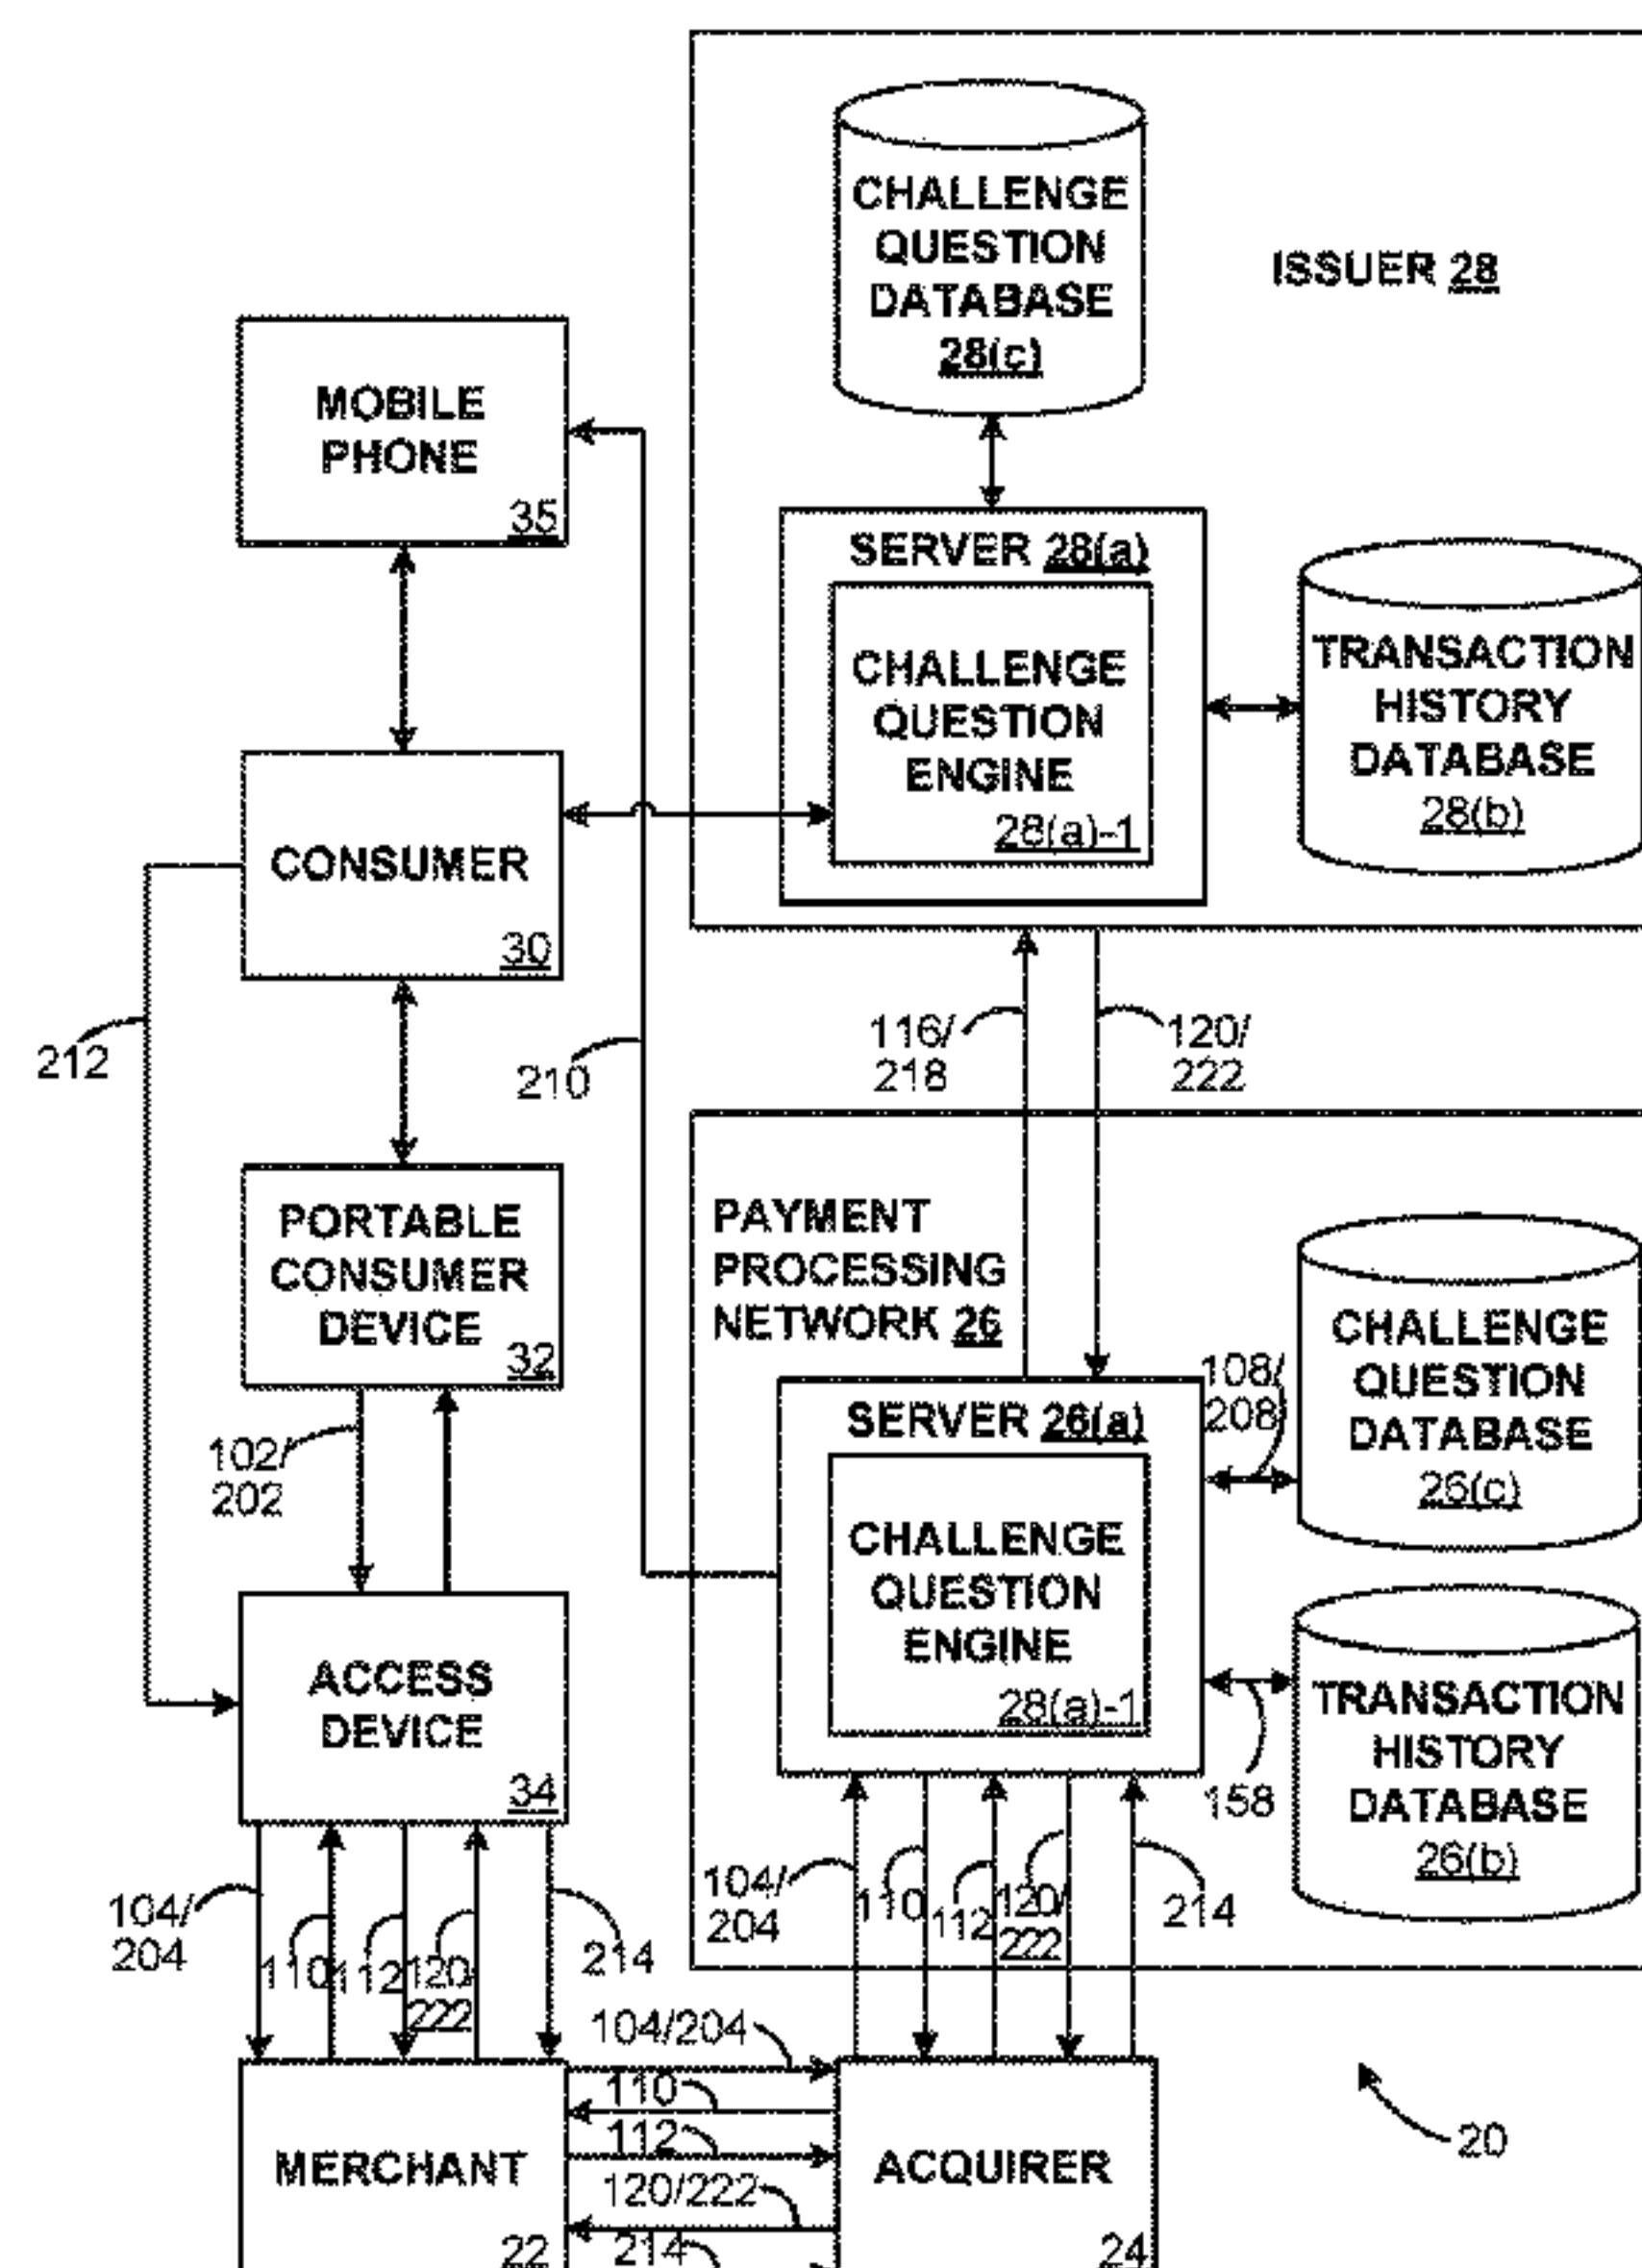 CHALLENGE
QUESTION
DATABASE
28(c)
ISSUER 28
MOBILE
PHONE
35
SERVER 28(a)
CHALLENGE
QUESTION
ENGINE
28(a)-1
TRANSACTION
HISTORY
DATABASE
28(b)
CONSUMER
30
212
210
116/
218
120/
222
PORTABLE
CONSUMER
DEVICE
32
PAYMENT
PROCESSING
NETWORK 26
CHALLENGE
QUESTION
DATABASE
26(c)
108/
208
SERVER 26(a)
CHALLENGE
QUESTION
ENGINE
28(a)-1
102/
202
ACCESS
DEVICE
34
TRANSACTION
HISTORY
DATABASE
26(b)
158
104/
204
110
112
120/
222
214
104/
204
110
112
120/
222
214
104/204
110
112
120/222
214
MERCHANT
22
ACQUIRER
24
20